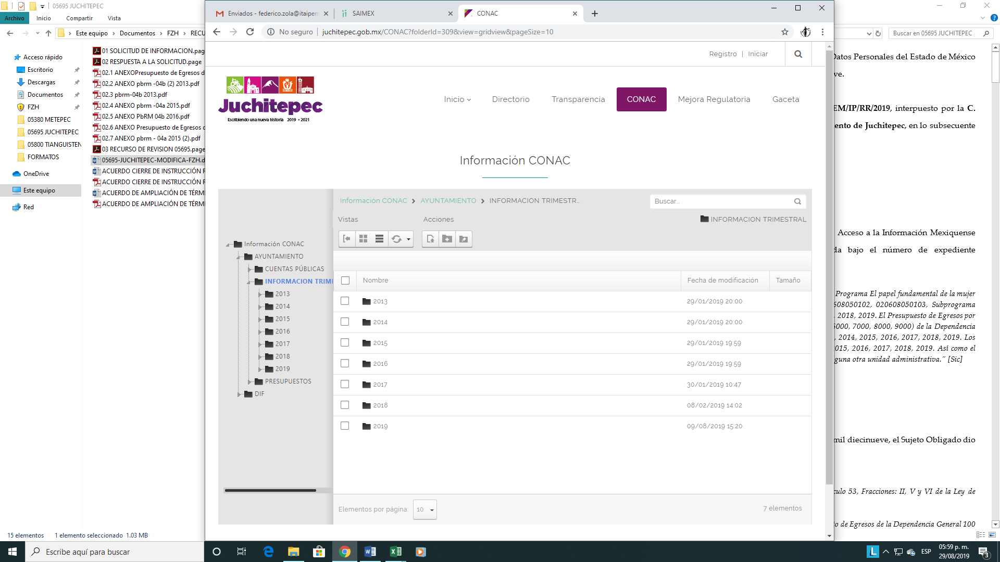 05695 JUCHITEPEC
Archivo Inicio Compartir Vista
Este equipo Documentos FZH RECU
Buscar en 05695 JUCHITEPEC
Acceso rápido
Escritorio
Descargas
Documentos
FZH
05380 METEPEC
05695 JUCHITEPEC
05800 TIANGUISTEN
FORMATOS
OneDrive
Este equipo
Red
01 SOLICITUD DE INFORMACION.pag
02 RESPUESTA A LA SOLICITUD.page
02.1 ANEXOPresupuesto de Egresos d
02.2 ANEXO pbrm -04b (2) 2013.pdf
02.3 pbrm-04b 2013.pdf
02.4 ANEXO pbrm -04a 2015.pdf
02.5 ANEXO PbRM 04b 2016.pdf
02.6 ANEXO Presupuesto de Egresos d
02.7 ANEXO pbrm - 04a 2015 (2).pdf
03 RECURSO DE REVISION 05695.page
05695-JUCHITEPEC-MODIFICA-FZH.d
ACUERDO CIERRE DE INSTRUCCIÓN R
ACUERDO CIERRE DE INSTRUCCIÓN R
ACUERDO DE AMPLIACIÓN DE TÉRM
ACUERDO DE AMPLIACIÓN DE TÉRM
15 elementos 1 elemento seleccionado 1.03 MB
Enviados - federico.zola@itaipem
SAIMEX
CONAC
No seguro
juchitepec.gob.mx/CONAC?folderId=309&view=gridview&pageSize=10
Registro | Iniciar
Juchitepec
Escribiendo una nueva historia 2019 • 2021
Inicio Directorio Transparencia CONAC Mejora Regulatoria Gaceta
Información CONAC
Información CONAC AYUNTAMIENTO INFORMACION TRIMESTR...
Buscar...
Vistas Acciones
INFORMACION TRIMESTRAL
Información CONAC
AYUNTAMIENTO
CUENTAS PÚBLICAS
INFORMACION TRIM
2013
2014
2015
2016
2017
2018
2019
PRESUPUESTOS
DIF
Nombre Fecha de modificación Tamaño
2013 29/01/2019 20:00
2014 29/01/2019 20:00
2015 29/01/2019 19:59
2016 29/01/2019 19:59
2017 30/01/2019 10:47
2018 08/02/2019 14:02
2019 09/08/2019 15:20
Elementos por página: 10
7 elementos
Datos Personales del Estado de México
ve.
EM/IP/RR/2019, interpuesto por la C.
ento de Juchitepec, en lo subsecuente
Acceso a la Información Mexiquense
da bajo el número de expediente
Programa El papel fundamental de la mujer
608050102, 020608050103, Subprograma
. 2018, 2019. El Presupuesto de Egresos por
6000, 7000, 8000, 9000) de la Dependencia
, 2014, 2015, 2016, 2017, 2018, 2019. Los
2015, 2016, 2017, 2018, 2019. Así como el
guna otra unidad administrativa.” [Sic]
mil diecinueve, el Sujeto Obligado dio
culo 53, Fracciones: II, V y VI de la Ley de
to de Egresos de la Dependencia General 100
Escribe aquí para buscar
ESP
05:59 p. m.
29/08/2019
3